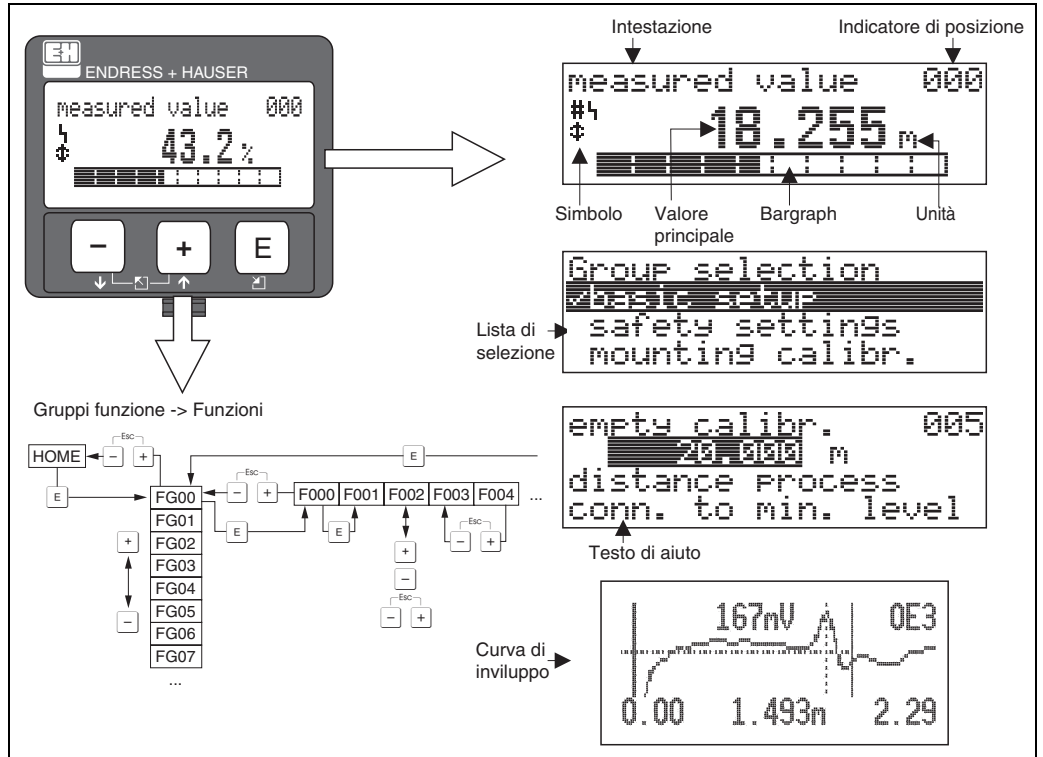 E+H
ENDRESS + HAUSER
measured value 000
43.2 %
– + E
Intestazione Indicatore di posizione
measured value 000
18.255 m
Simbolo Valore principale Bargraph Unità
Group selection
basic setup
safety settings
mounting calibr.
Lista di selezione
empty calibr. 005
20.000 m
distance process
conn. to min. level
Testo di aiuto
167mV 0E3
Curva di inviluppo
0.00 1.493m 2.29
Gruppi funzione -> Funzioni
HOME
Esc
– +
E
E
Esc
– +
FG00
FG01
FG02
FG03
FG04
FG05
FG06
FG07
...
+
–
E
F000 F001 F002 F003 F004 ...
E
+
–
Esc
– +
Esc
– +